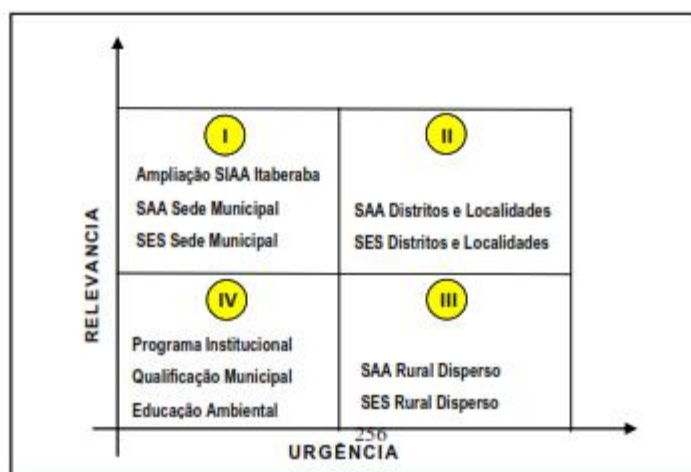 RELEVANCIA
I
Ampliação SIAA Itaberaba
SAA Sede Municipal
SES Sede Municipal
II
SAA Distritos e Localidades
SES Distritos e Localidades
IV
Programa Institucional
Qualificação Municipal
Educação Ambiental
III
SAA Rural Disperso
SES Rural Disperso
256
URGÊNCIA